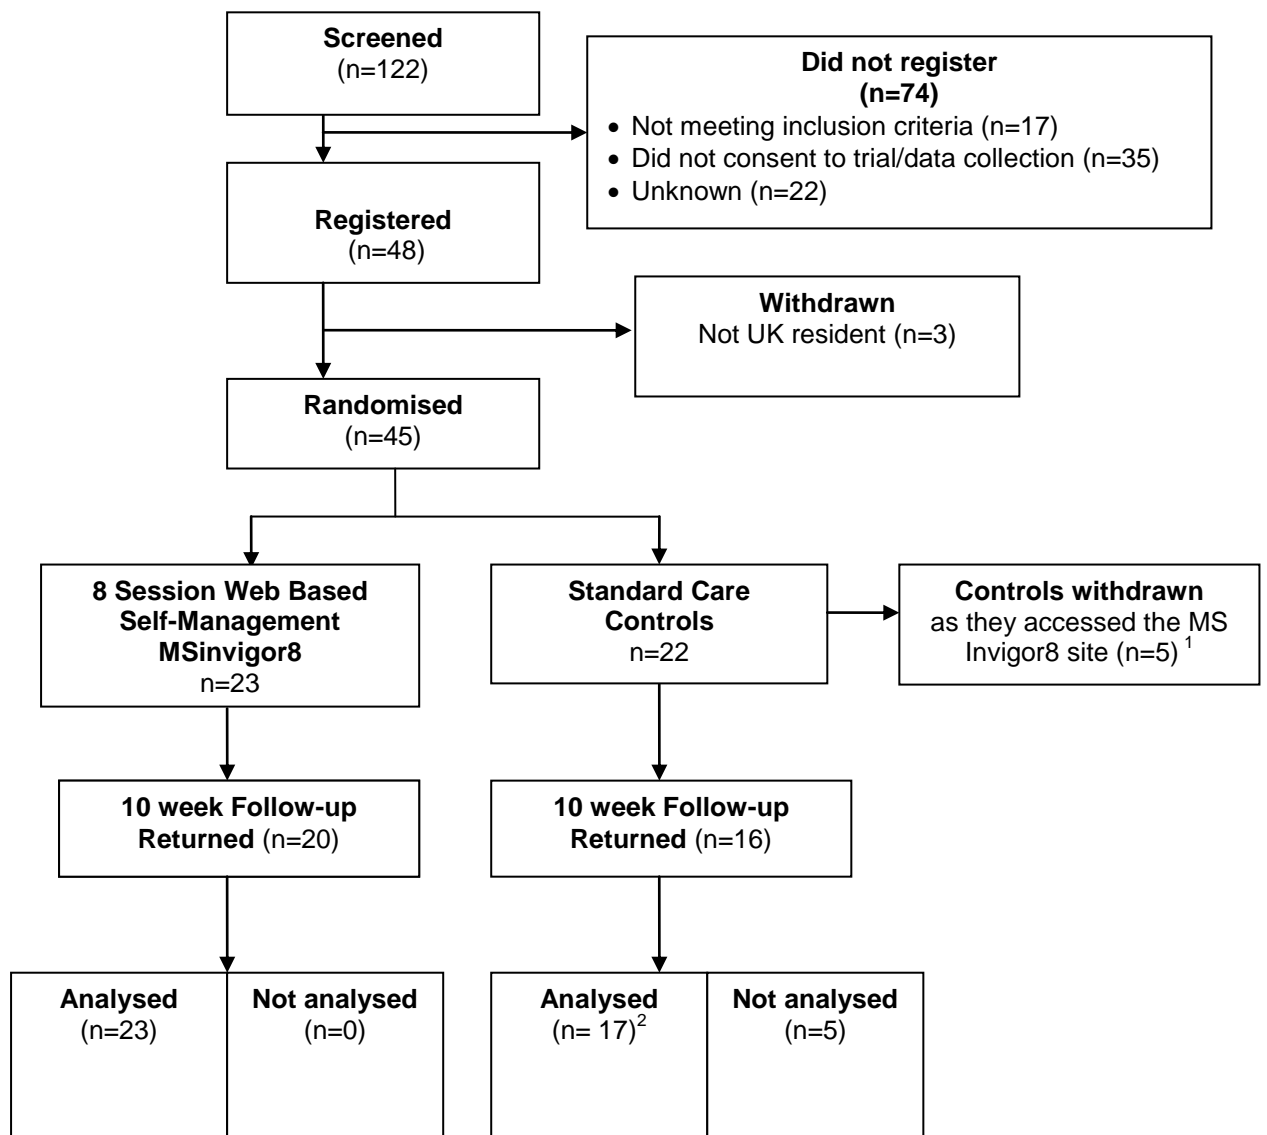 Screened
(n=122)
Did not register
(n=74)
• Not meeting inclusion criteria (n=17)
• Did not consent to trial/data collection (n=35)
• Unknown (n=22)
Registered
(n=48)
Withdrawn
Not UK resident (n=3)
Randomised
(n=45)
8 Session Web Based
Self-Management
MSinvigor8
n=23
Standard Care
Controls
n=22
Controls withdrawn
as they accessed the MS
Invigor8 site (n=5) 1
10 week Follow-up
Returned (n=20)
10 week Follow-up
Returned (n=16)
Analysed
(n=23)
Not analysed
(n=0)
Analysed
(n= 17)2
Not analysed
(n=5)